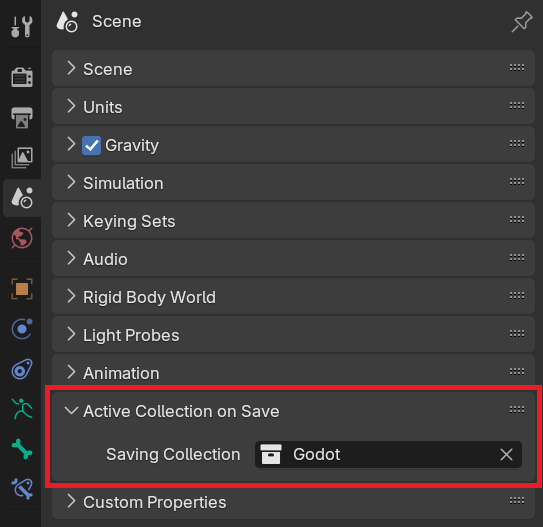 Scene
Scene
Units
Gravity
Simulation
Keying Sets
Audio
Rigid Body World
Light Probes
Animation
Active Collection on Save
Saving Collection Godot
Custom Properties